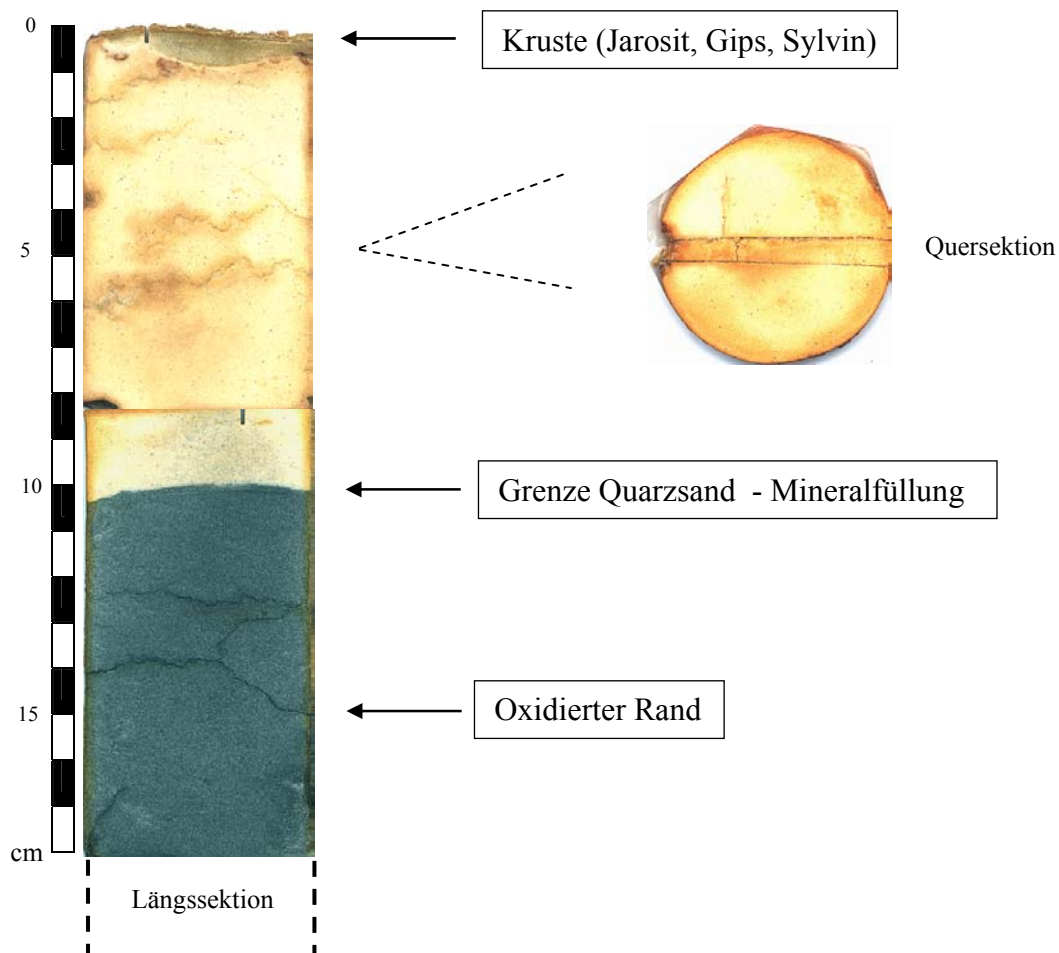 0
Kruste (Jarosit, Gips, Sylvin)
5
Quersektion
10
Grenze Quarzsand - Mineralfüllung
15
Oxidierter Rand
cm
Längssektion